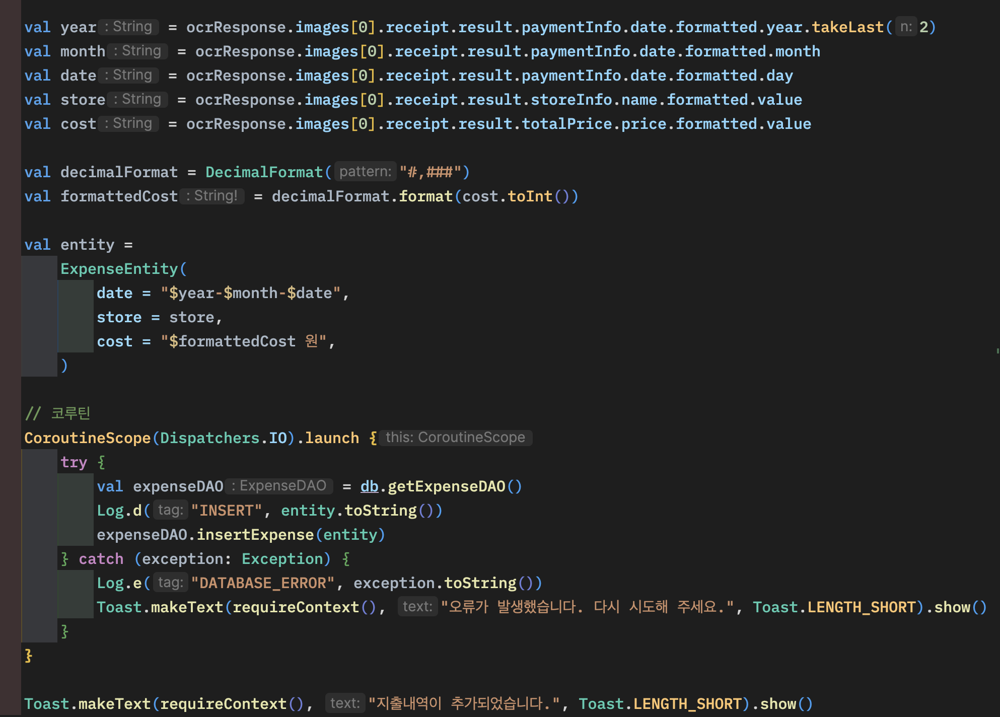 val year : String = ocrResponse.images[0].receipt.result.paymentInfo.date.formatted.year.takeLast( n: 2)
val month : String = ocrResponse.images[0].receipt.result.paymentInfo.date.formatted.month
val date : String = ocrResponse.images[0].receipt.result.paymentInfo.date.formatted.day
val store : String = ocrResponse.images[0].receipt.result.storeInfo.name.formatted.value
val cost : String = ocrResponse.images[0].receipt.result.totalPrice.price.formatted.value
val decimalFormat = DecimalFormat( pattern: "#,###")
val formattedCost : String! = decimalFormat.format(cost.toInt())
val entity =
ExpenseEntity(
date = "$year-$month-$date",
store = store,
cost = "$formattedCost 원",
)
// 코루틴
CoroutineScope(Dispatchers.IO).launch { this: CoroutineScope
try {
val expenseDAO : ExpenseDAO = db.getExpenseDAO()
Log.d( tag: "INSERT", entity.toString())
expenseDAO.insertExpense(entity)
} catch (exception: Exception) {
Log.e( tag: "DATABASE_ERROR", exception.toString())
Toast.makeText(requireContext(), text: "오류가 발생했습니다. 다시 시도해 주세요.", Toast.LENGTH_SHORT).show()
}
}
Toast.makeText(requireContext(), text: "지출내역이 추가되었습니다.", Toast.LENGTH_SHORT).show()